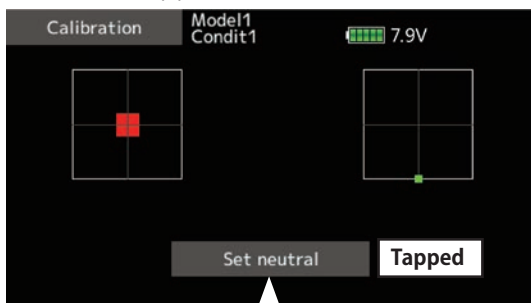 Calibration
Model1
Condit1
7.9V
Set neutral
Tapped